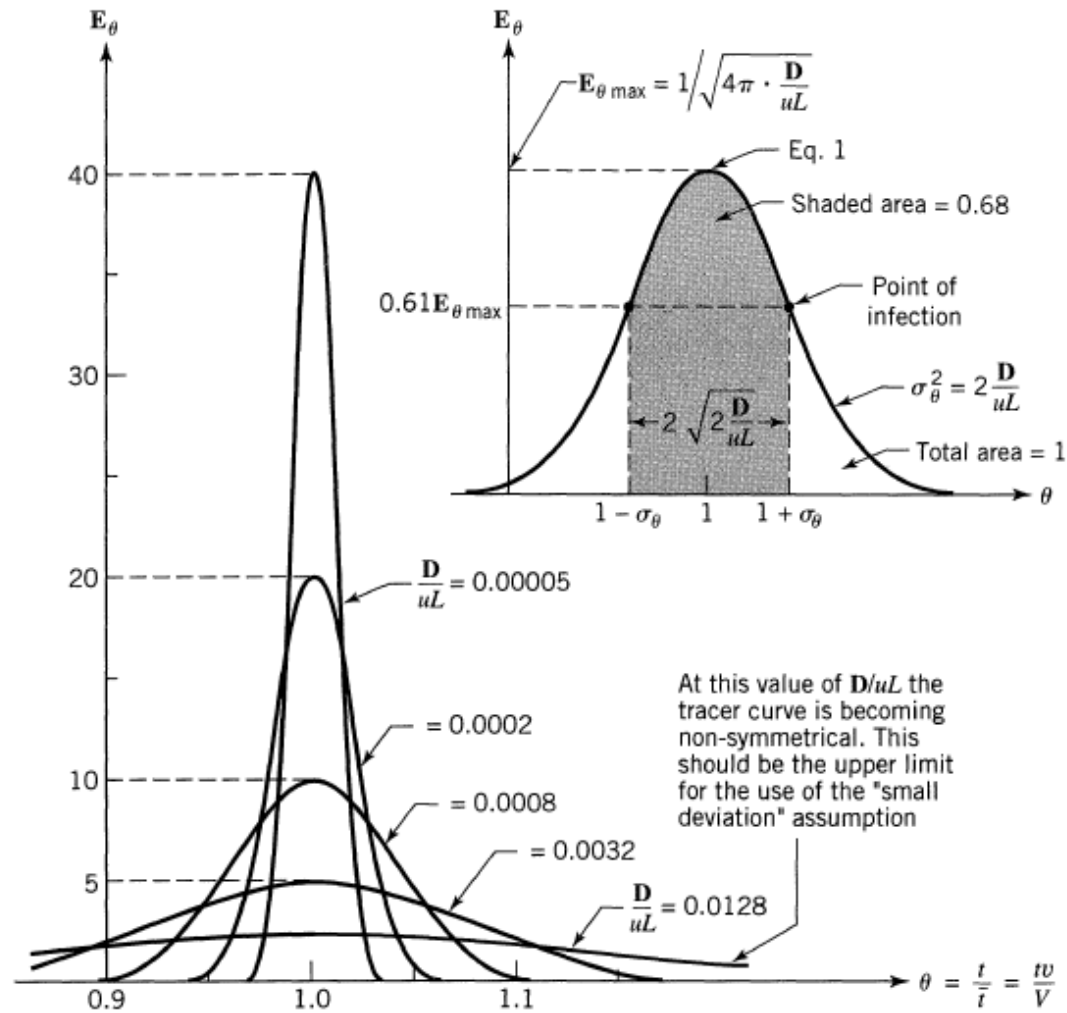 E_θ
40
30
20
10
5
0.9
1.0
1.1
θ = t/t̄ = tv/V
D/uL = 0.00005
= 0.0002
= 0.0008
= 0.0032
D/uL = 0.0128
At this value of D/uL the
tracer curve is becoming
non-symmetrical. This
should be the upper limit
for the use of the "small
deviation" assumption
E_θ
E_θ max = 1/√(4π · D/uL)
Eq. 1
Shaded area = 0.68
0.61E_θ max
Point of
infection
σ_θ² = 2 D/uL
2 √(2 D/uL)
Total area = 1
1 − σ_θ
1
1 + σ_θ
θ